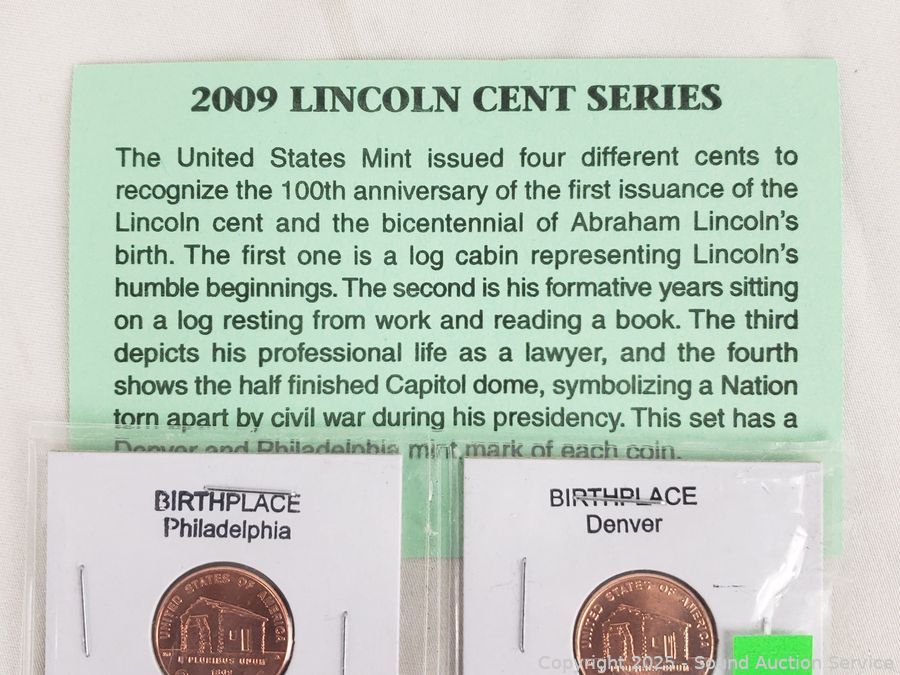 2009 LINCOLN CENT SERIES
The United States Mint issued four different cents to
recognize the 100th anniversary of the first issuance of the
Lincoln cent and the bicentennial of Abraham Lincoln's
birth. The first one is a log cabin representing Lincoln's
humble beginnings. The second is his formative years sitting
on a log resting from work and reading a book. The third
depicts his professional life as a lawyer, and the fourth
shows the half finished Capitol dome, symbolizing a Nation
torn apart by civil war during his presidency. This set has a
Denver and Philadelphia mint mark of each coin.
BIRTHPLACE
Philadelphia
UNITED STATES OF AMERICA
E PLURIBUS UNUM
1809
BIRTHPLACE
Denver
UNITED STATES OF AMERICA
E PLURIBUS UNUM
Copyright 2025 - Sound Auction Service